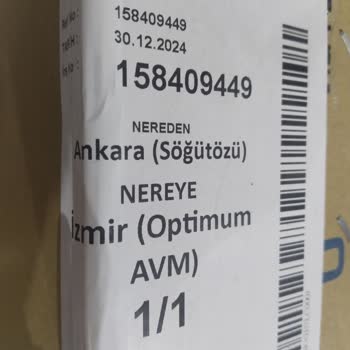 158409449
30.12.2024
158409449
NEREDEN
Ankara (Söğütözü)
NEREYE
İzmir (Optimum
AVM)
1/1